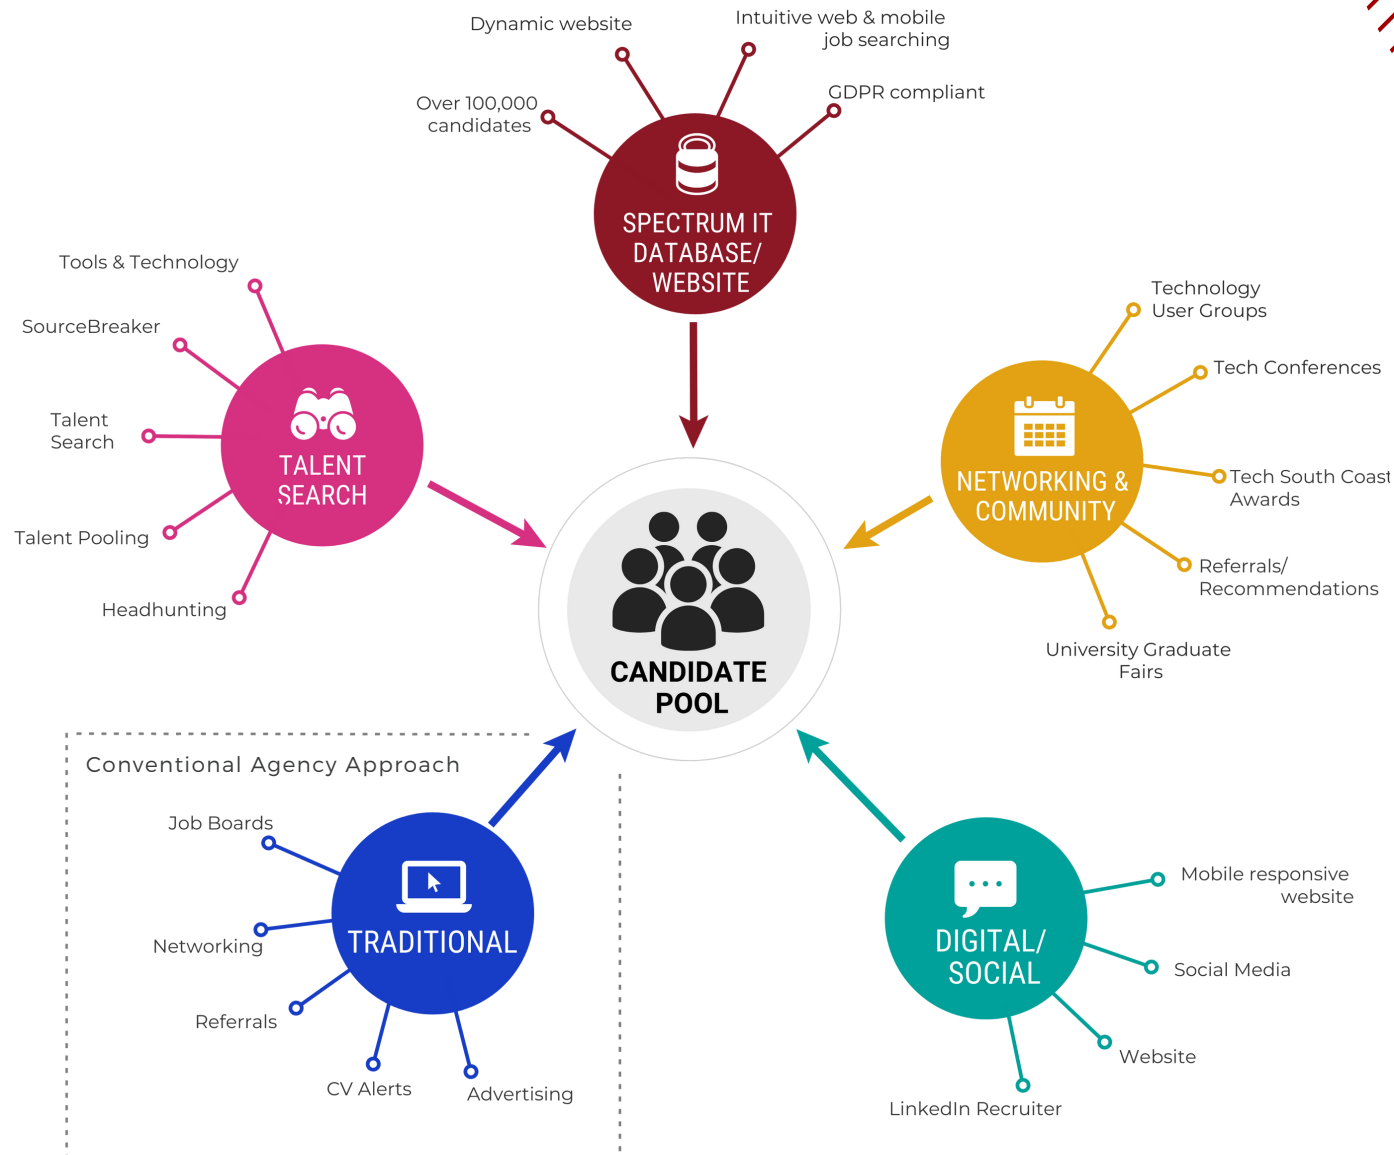 Dynamic website
Intuitive web & mobile
job searching
Over 100,000
candidates
GDPR compliant
SPECTRUM IT
DATABASE/
WEBSITE
Tools & Technology
SourceBreaker
Talent
Search
Talent Pooling
Headhunting
TALENT
SEARCH
Technology
User Groups
Tech Conferences
Tech South Coast
Awards
Referrals/
Recommendations
University Graduate
Fairs
NETWORKING &
COMMUNITY
CANDIDATE
POOL
Conventional Agency Approach
Job Boards
Networking
Referrals
CV Alerts
Advertising
TRADITIONAL
DIGITAL/
SOCIAL
Mobile responsive
website
Social Media
Website
LinkedIn Recruiter